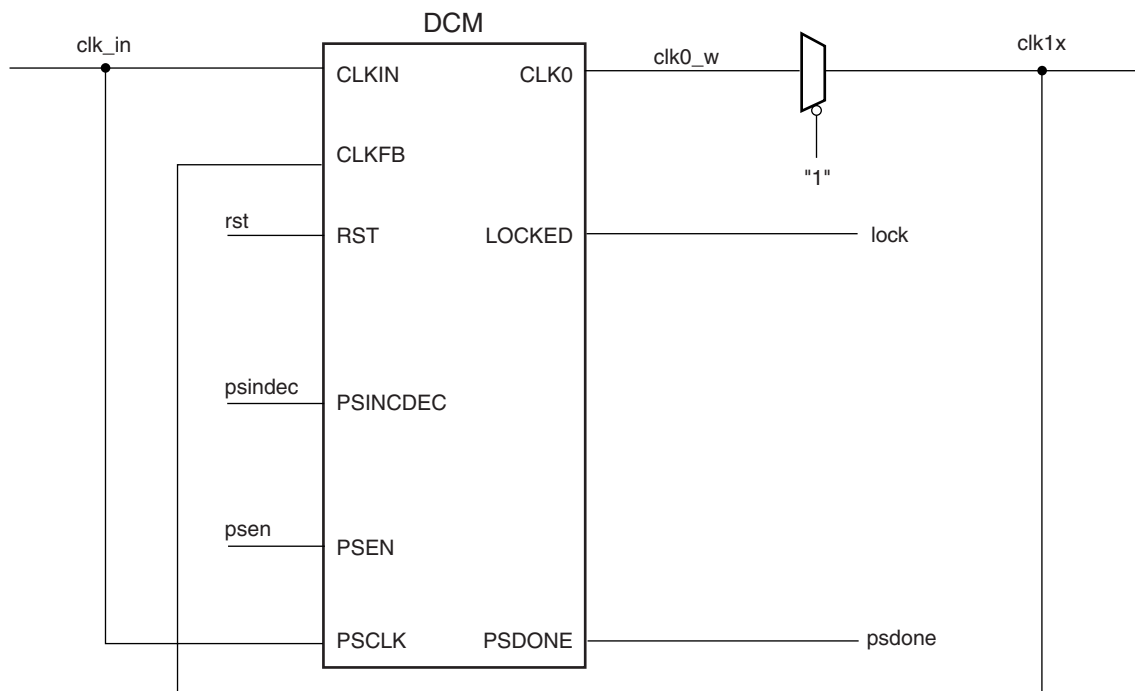 DCM
clk_in
CLKIN
CLK0
clk0_w
clk1x
CLKFB
"1"
rst
RST
LOCKED
lock
psindec
PSINCDEC
psen
PSEN
PSCLK
PSDONE
psdone